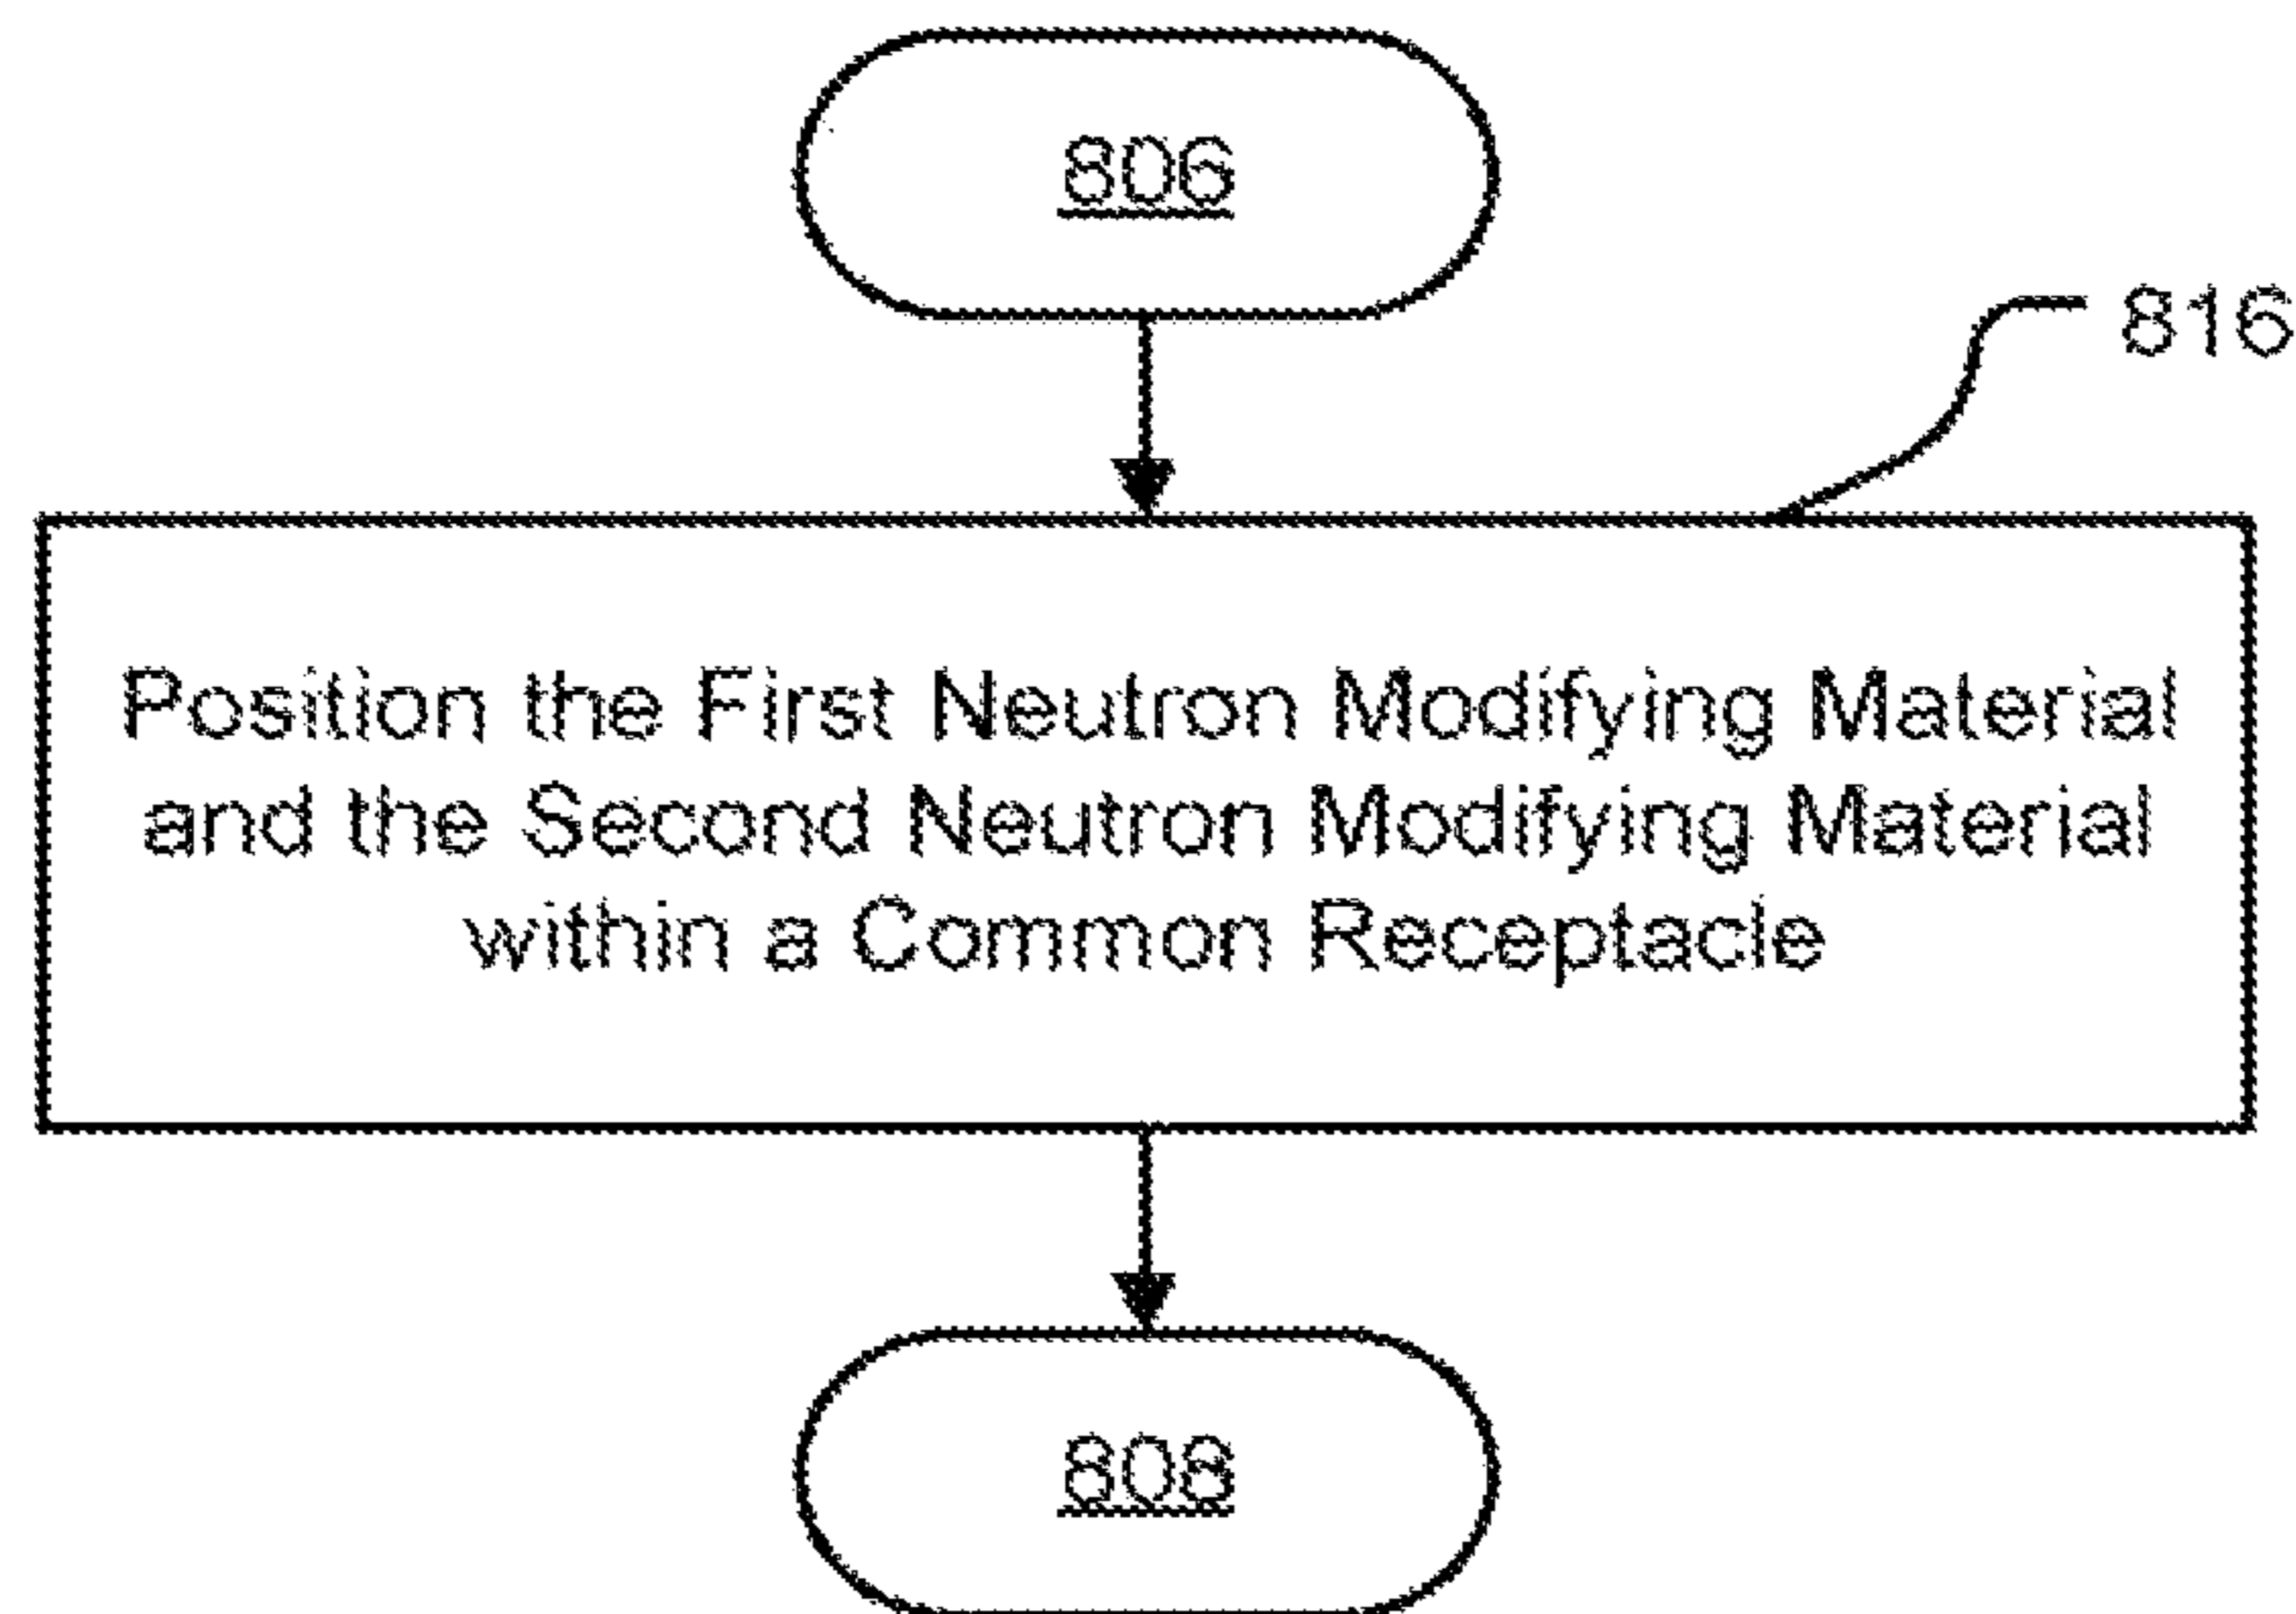 806
816
Position the First Neutron Modifying Material
and the Second Neutron Modifying Material
within a Common Receptacle
808